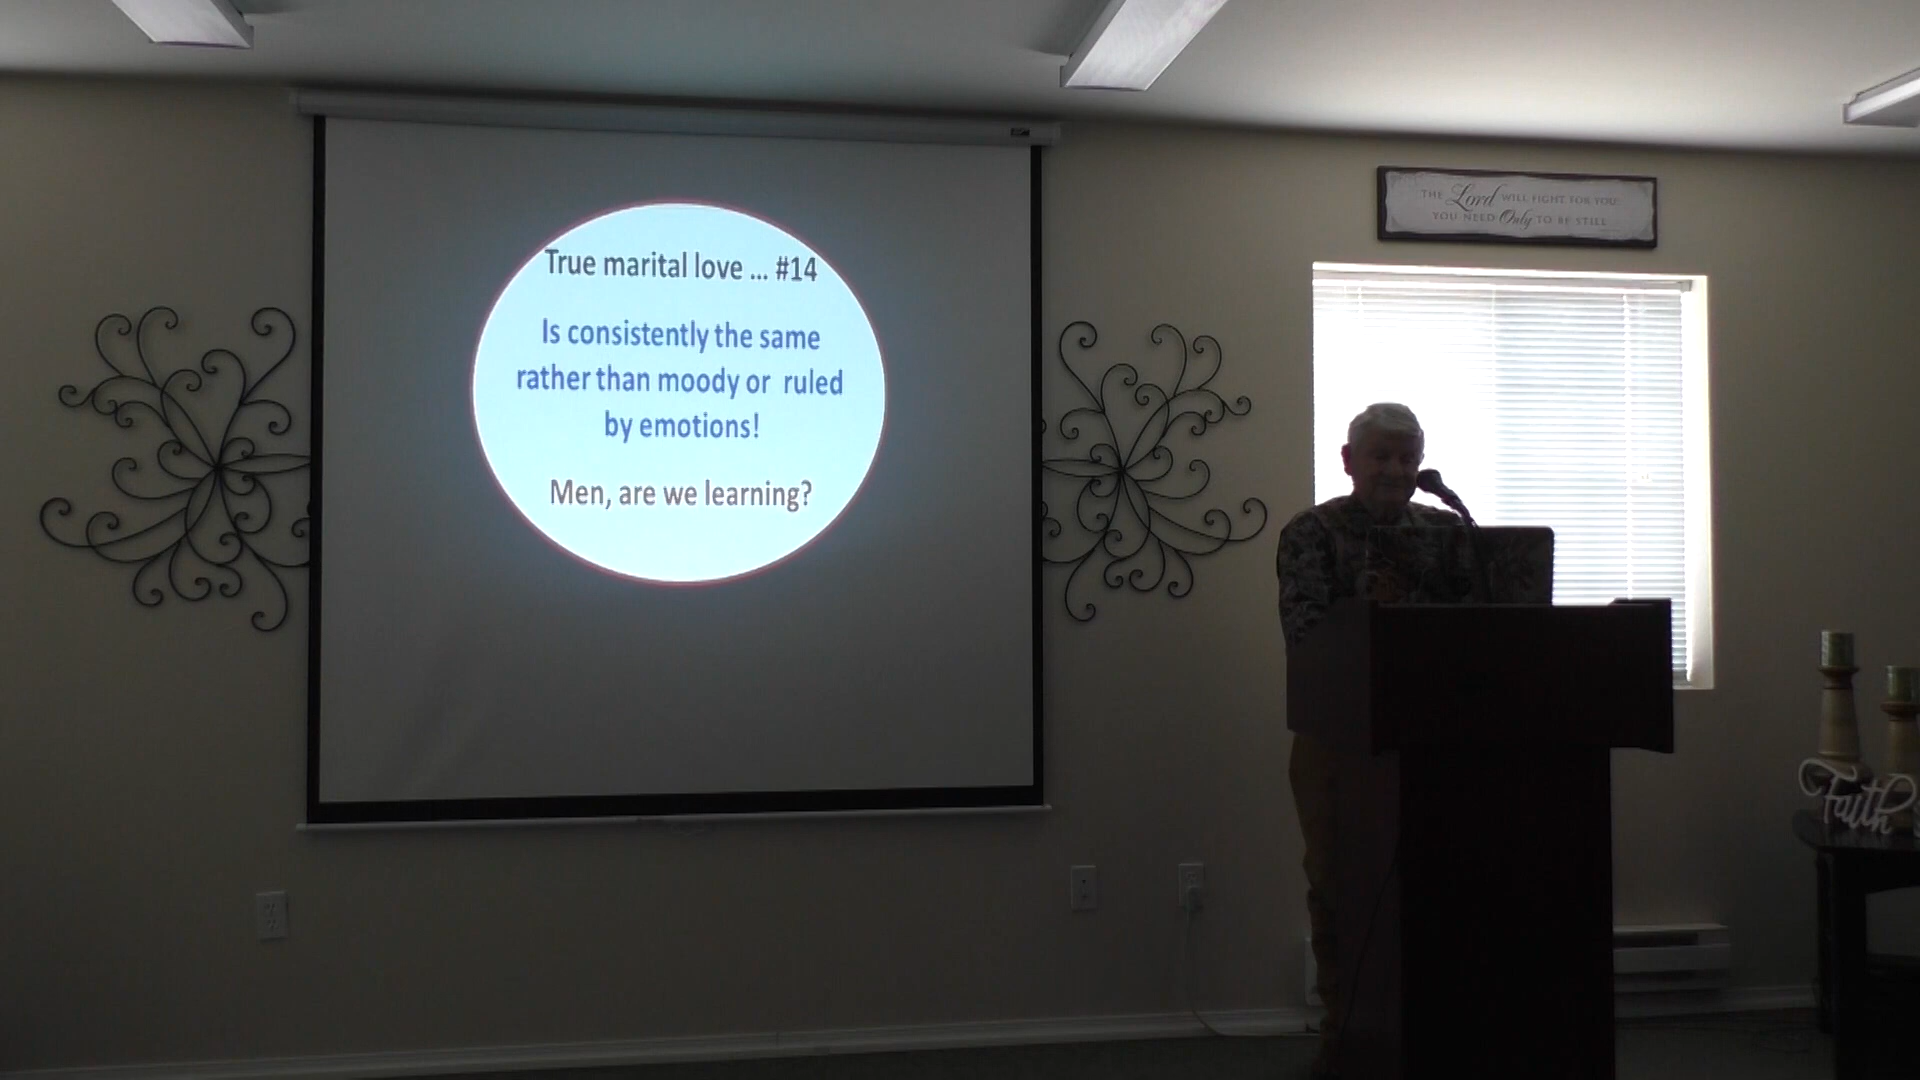 True marital love ... #14
Is consistently the same
rather than moody or ruled
by emotions!
Men, are we learning?
THE Lord WILL FIGHT FOR YOU;
YOU NEED Only TO BE STILL
Faith